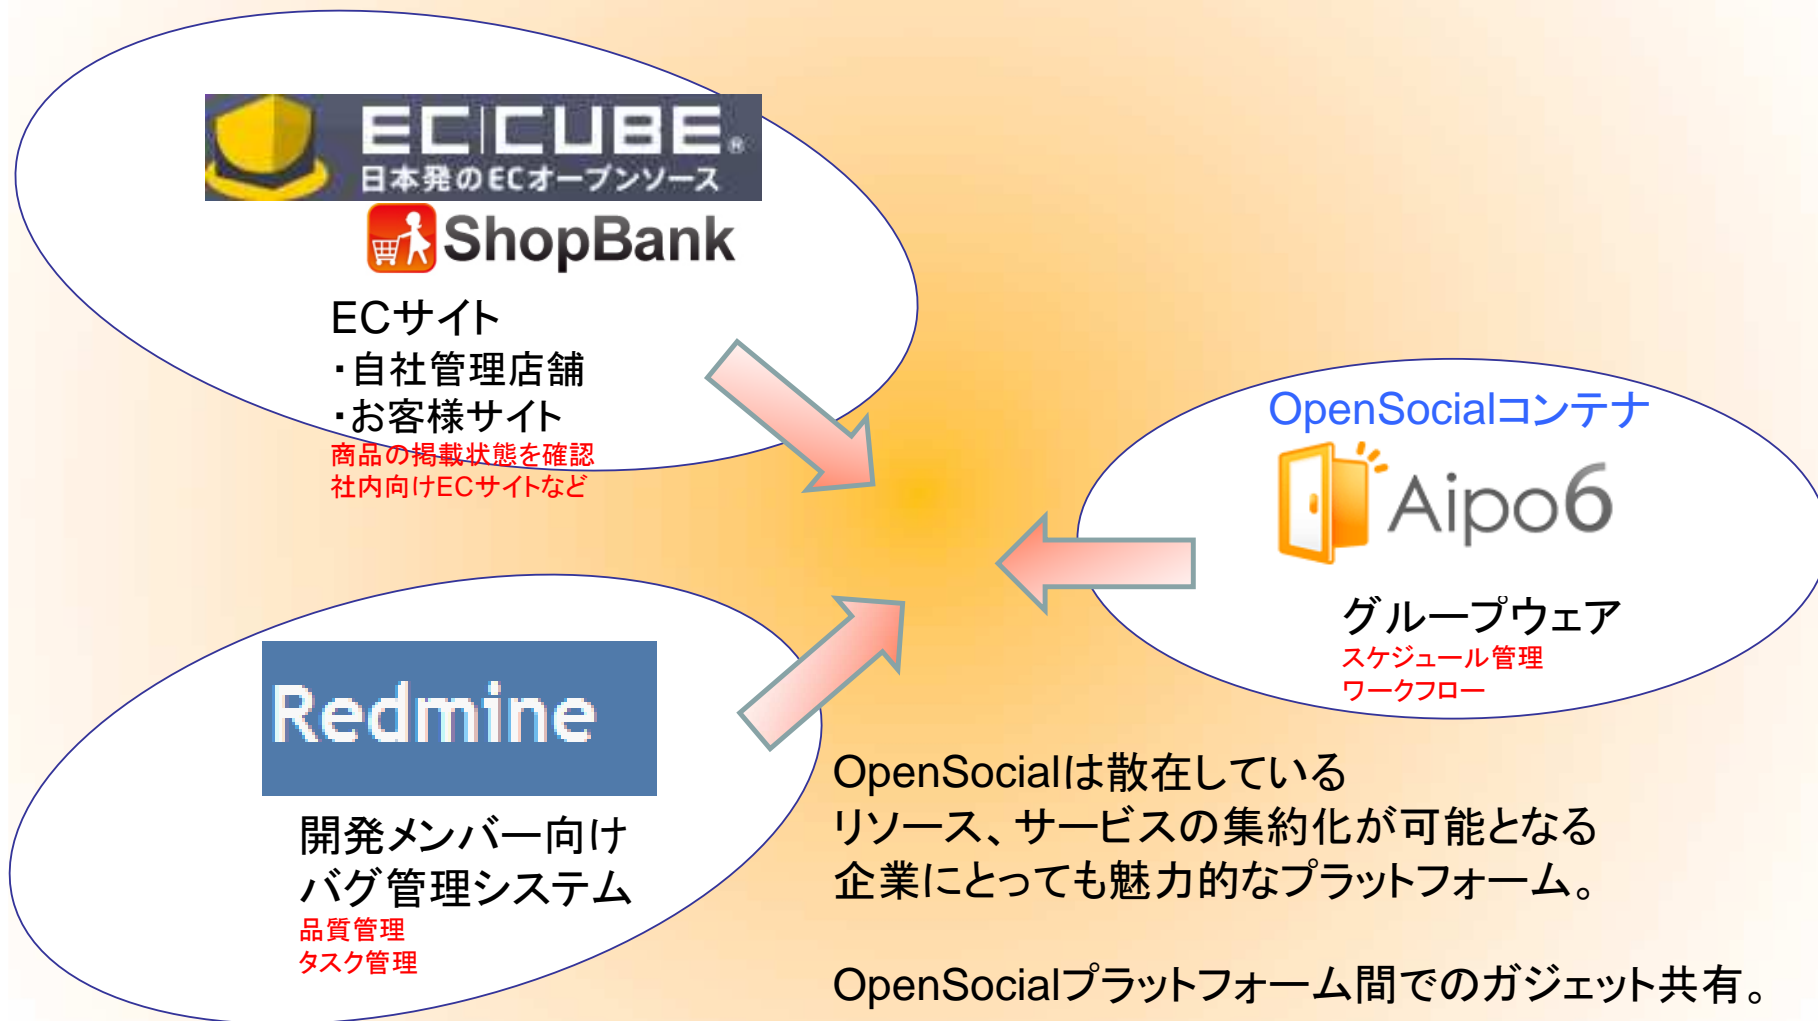 EC CUBE®
日本発のECオープンソース
ShopBank
ECサイト
・自社管理店舗
・お客様サイト
商品の掲載状態を確認
社内向けECサイトなど
OpenSocialコンテナ
Aipo6
グループウェア
スケジュール管理
ワークフロー
Redmine
開発メンバー向け
バグ管理システム
品質管理
タスク管理
OpenSocialは散在している
リソース、サービスの集約化が可能となる
企業にとっても魅力的なプラットフォーム。
OpenSocialプラットフォーム間でのガジェット共有。